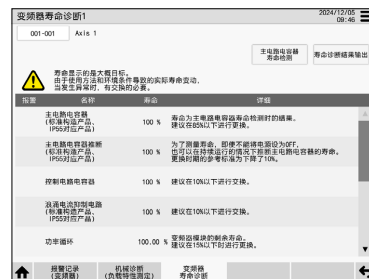 变频器寿命诊断1
2024/12/05
09:46
001-001 Axis 1
主电路电容器
寿命检测
寿命诊断结果输出
寿命显示的是大概目标。
由于使用方法和环境条件导致的实际寿命变动，
当发生异常时，有交换的必要。
报警 名称 寿命 详细
主电路电容器
(标准构造产品、
IP55对应产品)
100 %
寿命为主电路电容器寿命检测时的结果。
建议在85%以下进行更换。
主电路电容器推断
(标准构造产品、
IP55对应产品)
100 %
为了测量寿命，即便不能将电源设为OFF，
也可以在持续运行的情况下推断主电路电容器的寿命。
更换时期的参考标准为下降了10%。
控制电路电容器
100 %
建议在10%以下进行交换。
浪涌电流抑制电路
(标准构造产品、
IP55对应产品)
100 %
建议在10%以下进行交换。
功率循环
100.00 %
变频器模块的剩余寿命。
建议在15%以下时进行更换。
报警记录
(变频器)
机械诊断
(负载特性测定)
变频器
寿命诊断